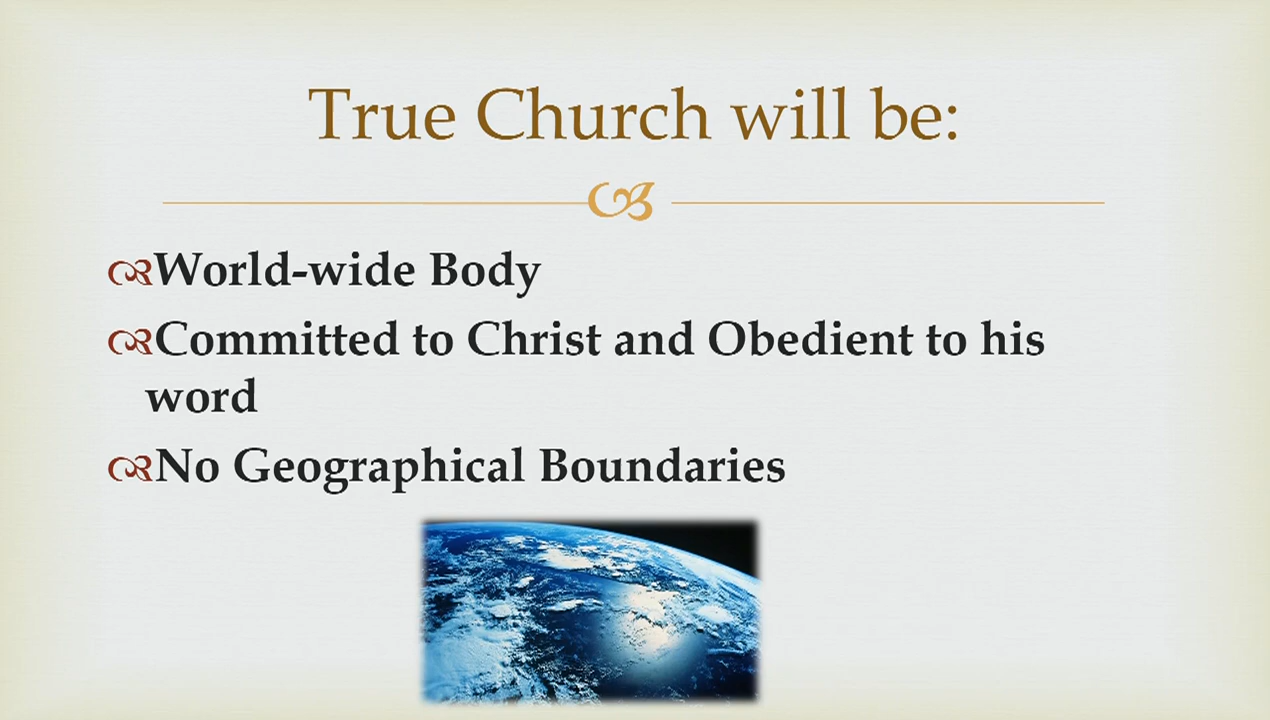 True Church will be:
World-wide Body
Committed to Christ and Obedient to his
word
No Geographical Boundaries